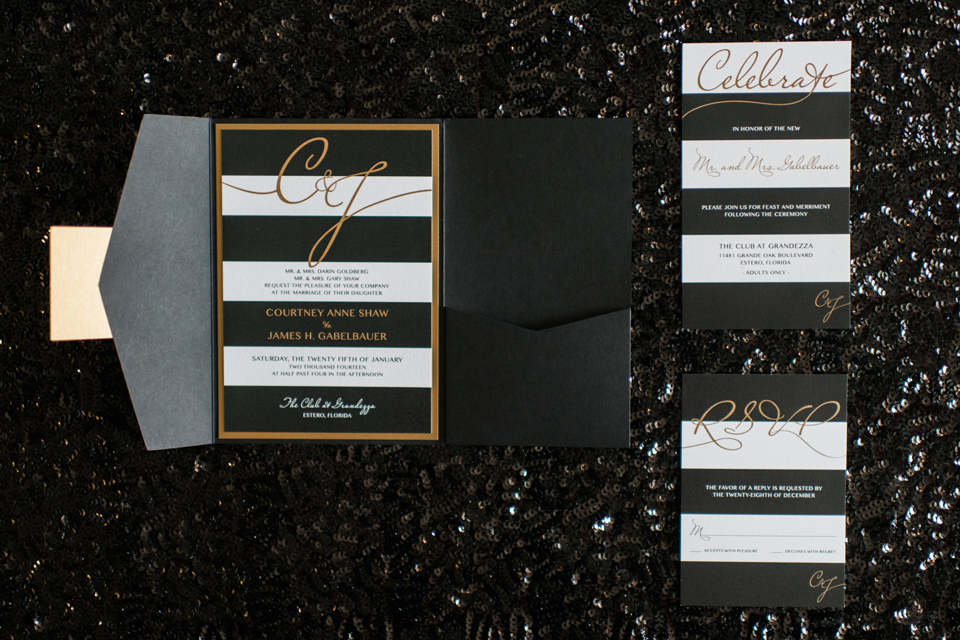 C&J
MR. & MRS. DARIN GOLDBERG
MR. & MRS. GARY SHAW
REQUEST THE PLEASURE OF YOUR COMPANY
AT THE MARRIAGE OF THEIR DAUGHTER
COURTNEY ANNE SHAW
to
JAMES H. GABELBAUER
SATURDAY, THE TWENTY FIFTH OF JANUARY
TWO THOUSAND FOURTEEN
AT HALF PAST FOUR IN THE AFTERNOON
The Club at Grandezza
ESTERO, FLORIDA
Celebrate
IN HONOR OF THE NEW
Mr. and Mrs. Gabelbauer
PLEASE JOIN US FOR FEAST AND MERRIMENT
FOLLOWING THE CEREMONY
THE CLUB AT GRANDEZZA
11481 GRANDE OAK BOULEVARD
ESTERO, FLORIDA
- ADULTS ONLY -
C&J
RSVP
THE FAVOR OF A REPLY IS REQUESTED BY
THE TWENTY-EIGHTH OF DECEMBER
M
ACCEPTS WITH PLEASURE DECLINES WITH REGRET
C&J